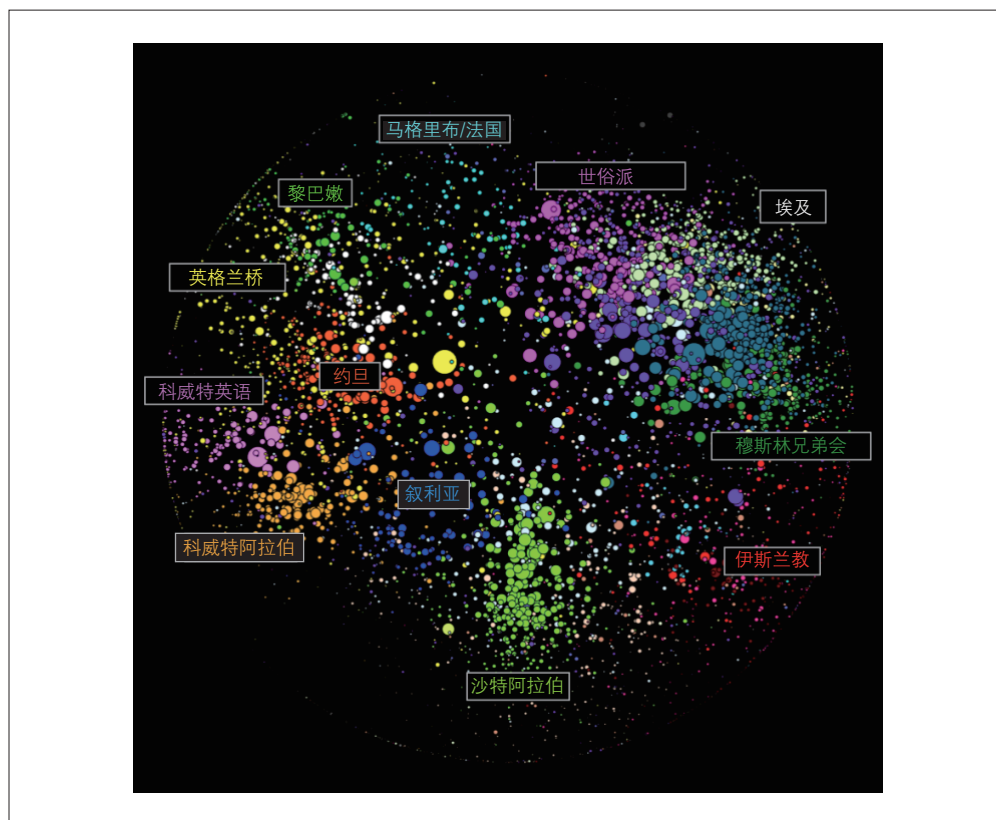 马格里布/法国
世俗派
黎巴嫩
埃及
英格兰桥
约旦
科威特英语
穆斯林兄弟会
叙利亚
科威特阿拉伯
伊斯兰教
沙特阿拉伯